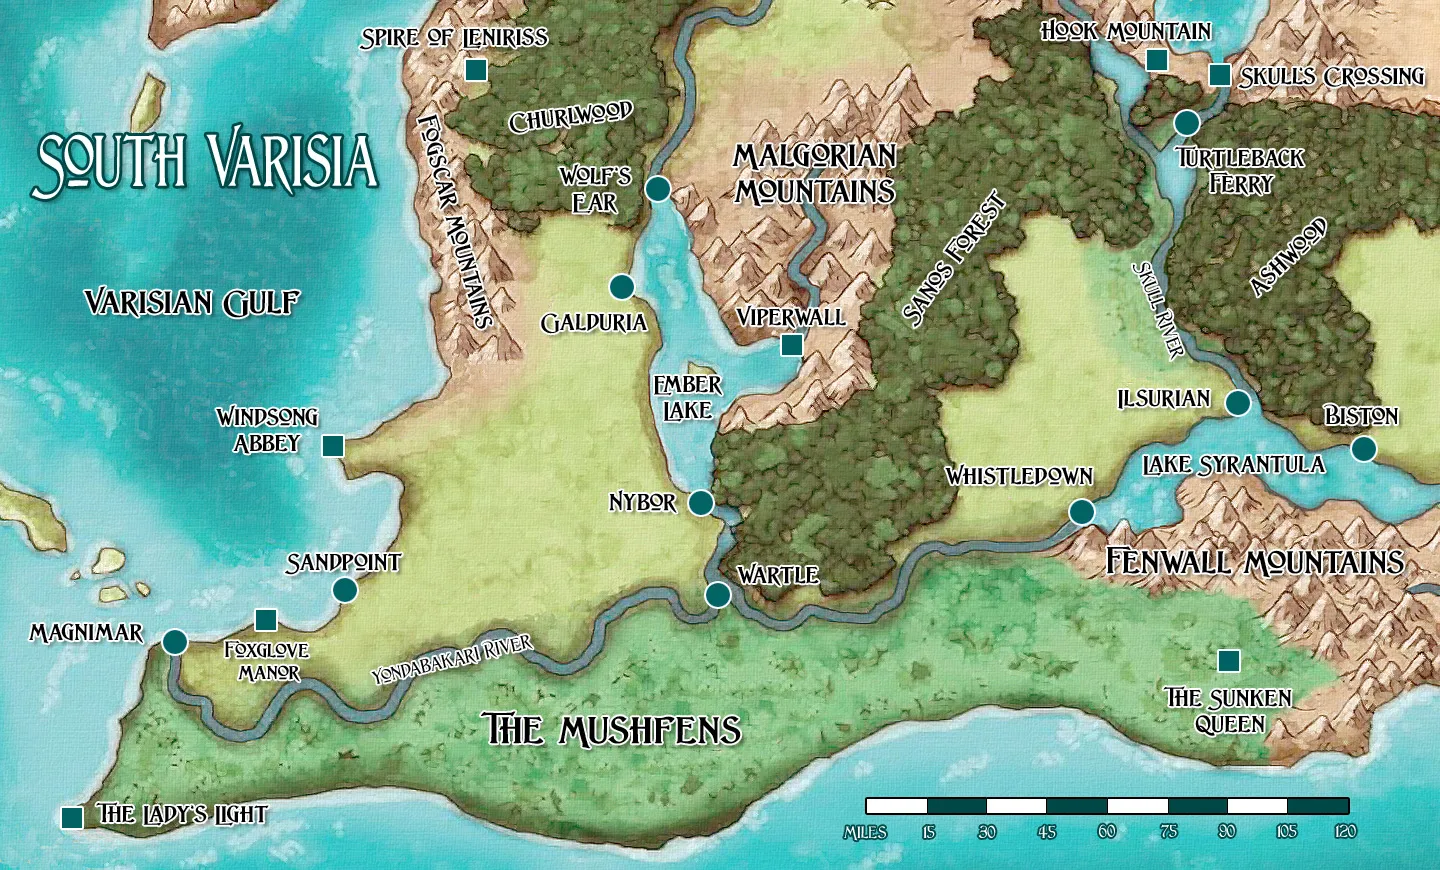 SPIRE OF LENIRISS
HOOK MOUNTAIN
SKULLS CROSSING
CHURLWOOD
FOGSCAR MOUNTAINS
SOUTH VARISIA
MALGORIAN
MOUNTAINS
TURTLEBACK
FERRY
WOLF'S
EAR
SANOS FOREST
ASHWOOD
VARISIAN GULF
SKULL RIVER
GALDURIA
VIPERWALL
EMBER
LAKE
ILSURIAN
BISTON
WINDSONG
ABBEY
LAKE SYRANTULA
WHISTLEDOWN
NYBOR
SANDPOINT
WARTLE
FENWALL MOUNTAINS
MAGNIMAR
FOXGLOVE
MANOR
YONDABAKARI RIVER
THE SUNKEN
QUEEN
THE MUSHFENS
THE LADY'S LIGHT
MILES 15 30 45 60 75 90 105 120